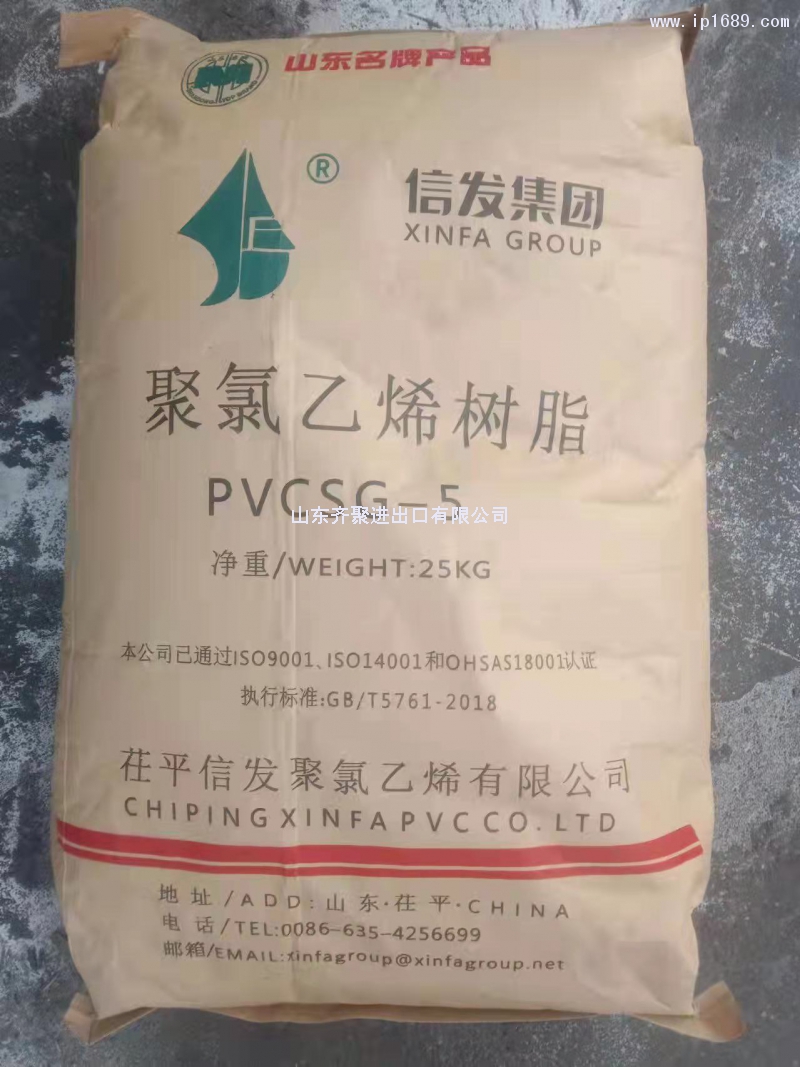 www.ip1689.com
山东名牌产品
®
信发集团
XINFA GROUP
聚氯乙烯树脂
PVCSG-5
山东齐聚进出口有限公司
净重/WEIGHT:25KG
本公司已通过ISO9001、ISO14001和OHSAS18001认证
执行标准:GB/T5761-2018
茌平信发聚氯乙烯有限公司
CHIPING XINFA PVC CO. LTD
地址/ADD:山东·茌平·CHINA
电话/TEL:0086-635-4256699
邮箱/EMAIL:xinfagroup@xinfagroup.net